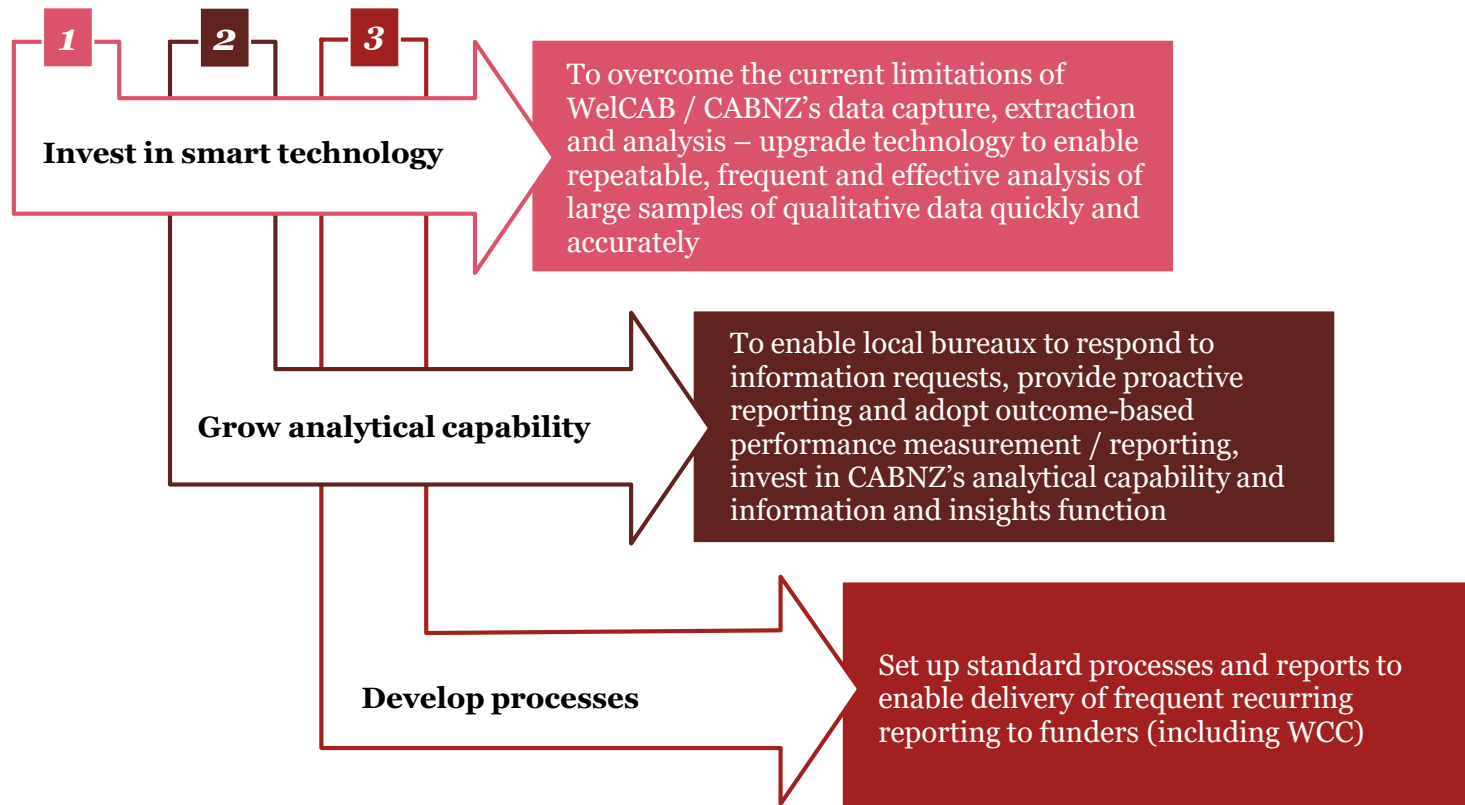 1
2
3
Invest in smart technology
To overcome the current limitations of
WelCAB / CABNZ’s data capture, extraction
and analysis – upgrade technology to enable
repeatable, frequent and effective analysis of
large samples of qualitative data quickly and
accurately
Grow analytical capability
To enable local bureaux to respond to
information requests, provide proactive
reporting and adopt outcome-based
performance measurement / reporting,
invest in CABNZ’s analytical capability and
information and insights function
Develop processes
Set up standard processes and reports to
enable delivery of frequent recurring
reporting to funders (including WCC)